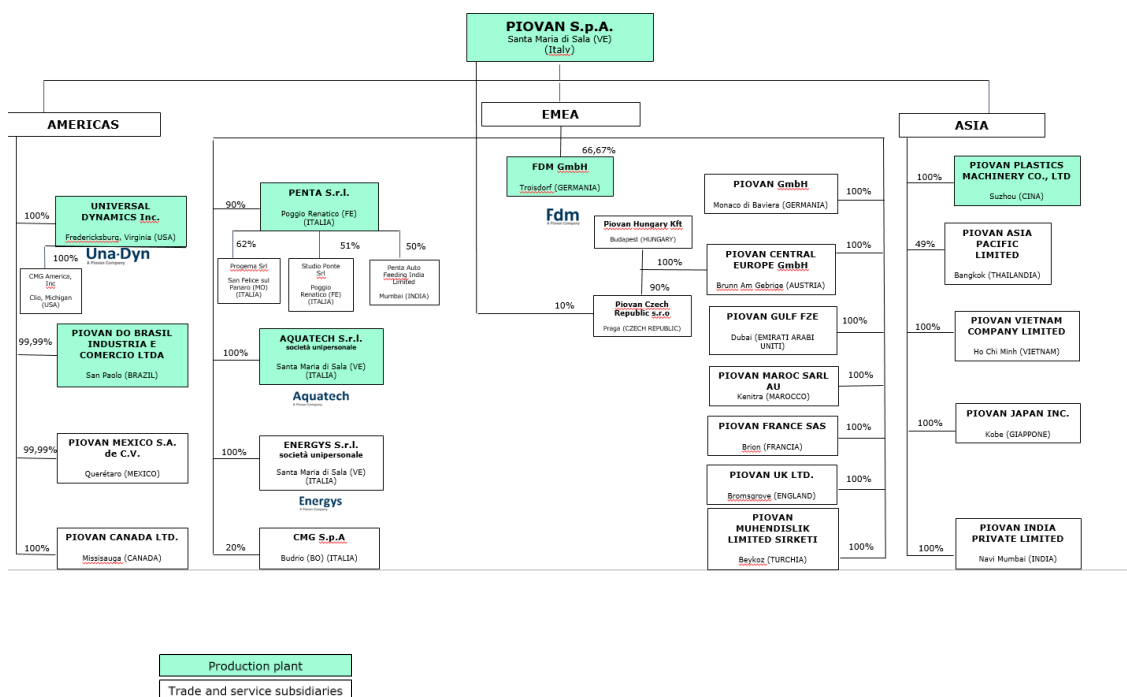 PIOVAN S.p.A.
Santa Maria di Sala (VE)
(Italy)
AMERICAS
EMEA
ASIA
100%
UNIVERSAL
DYNAMICS Inc.
Fredericksburg, Virginia (USA)
Una-Dyn
A Piovan Company
100%
CMG America,
Inc
Clio, Michigan
(USA)
99,99%
PIOVAN DO BRASIL
INDUSTRIA E
COMERCIO LTDA
San Paolo (BRAZIL)
99,99%
PIOVAN MEXICO S.A.
de C.V.
Querétaro (MEXICO)
100%
PIOVAN CANADA LTD.
Missisauga (CANADA)
90%
PENTA S.r.l.
Poggio Renatico (FE)
(ITALIA)
62%
51%
50%
Progema Srl
San Felice sul
Panaro (MO)
(ITALIA)
Studio Ponte
Srl
Poggio
Renatico (FE)
(ITALIA)
Penta Auto
Feeding India
Limited
Mumbai (INDIA)
100%
AQUATECH S.r.l.
società unipersonale
Santa Maria di Sala (VE)
(ITALIA)
Aquatech
A Piovan Company
100%
ENERGYS S.r.l.
società unipersonale
Santa Maria di Sala (VE)
(ITALIA)
Energys
A Piovan Company
20%
CMG S.p.A
Budrio (BO) (ITALIA)
66,67%
FDM GmbH
Troisdorf (GERMANIA)
Fdm
A Piovan Company
Piovan Hungary Kft
Budapest (HUNGARY)
100%
90%
10%
Piovan Czech
Republic s.r.o
Praga (CZECH REPUBLIC)
PIOVAN GmbH
Monaco di Baviera (GERMANIA)
100%
PIOVAN CENTRAL
EUROPE GmbH
Brunn Am Gebrige (AUSTRIA)
100%
PIOVAN GULF FZE
Dubai (EMIRATI ARABI
UNITI)
100%
PIOVAN MAROC SARL
AU
Kenitra (MAROCCO)
100%
PIOVAN FRANCE SAS
Brion (FRANCIA)
100%
PIOVAN UK LTD.
Bromsgrove (ENGLAND)
100%
PIOVAN
MUHENDISLIK
LIMITED SIRKETI
Beykoz (TURCHIA)
100%
100%
PIOVAN PLASTICS
MACHINERY CO., LTD
Suzhou (CINA)
49%
PIOVAN ASIA
PACIFIC
LIMITED
Bangkok (THAILANDIA)
100%
PIOVAN VIETNAM
COMPANY LIMITED
Ho Chi Minh (VIETNAM)
100%
PIOVAN JAPAN INC.
Kobe (GIAPPONE)
100%
PIOVAN INDIA
PRIVATE LIMITED
Navi Mumbai (INDIA)
Production plant
Trade and service subsidiaries